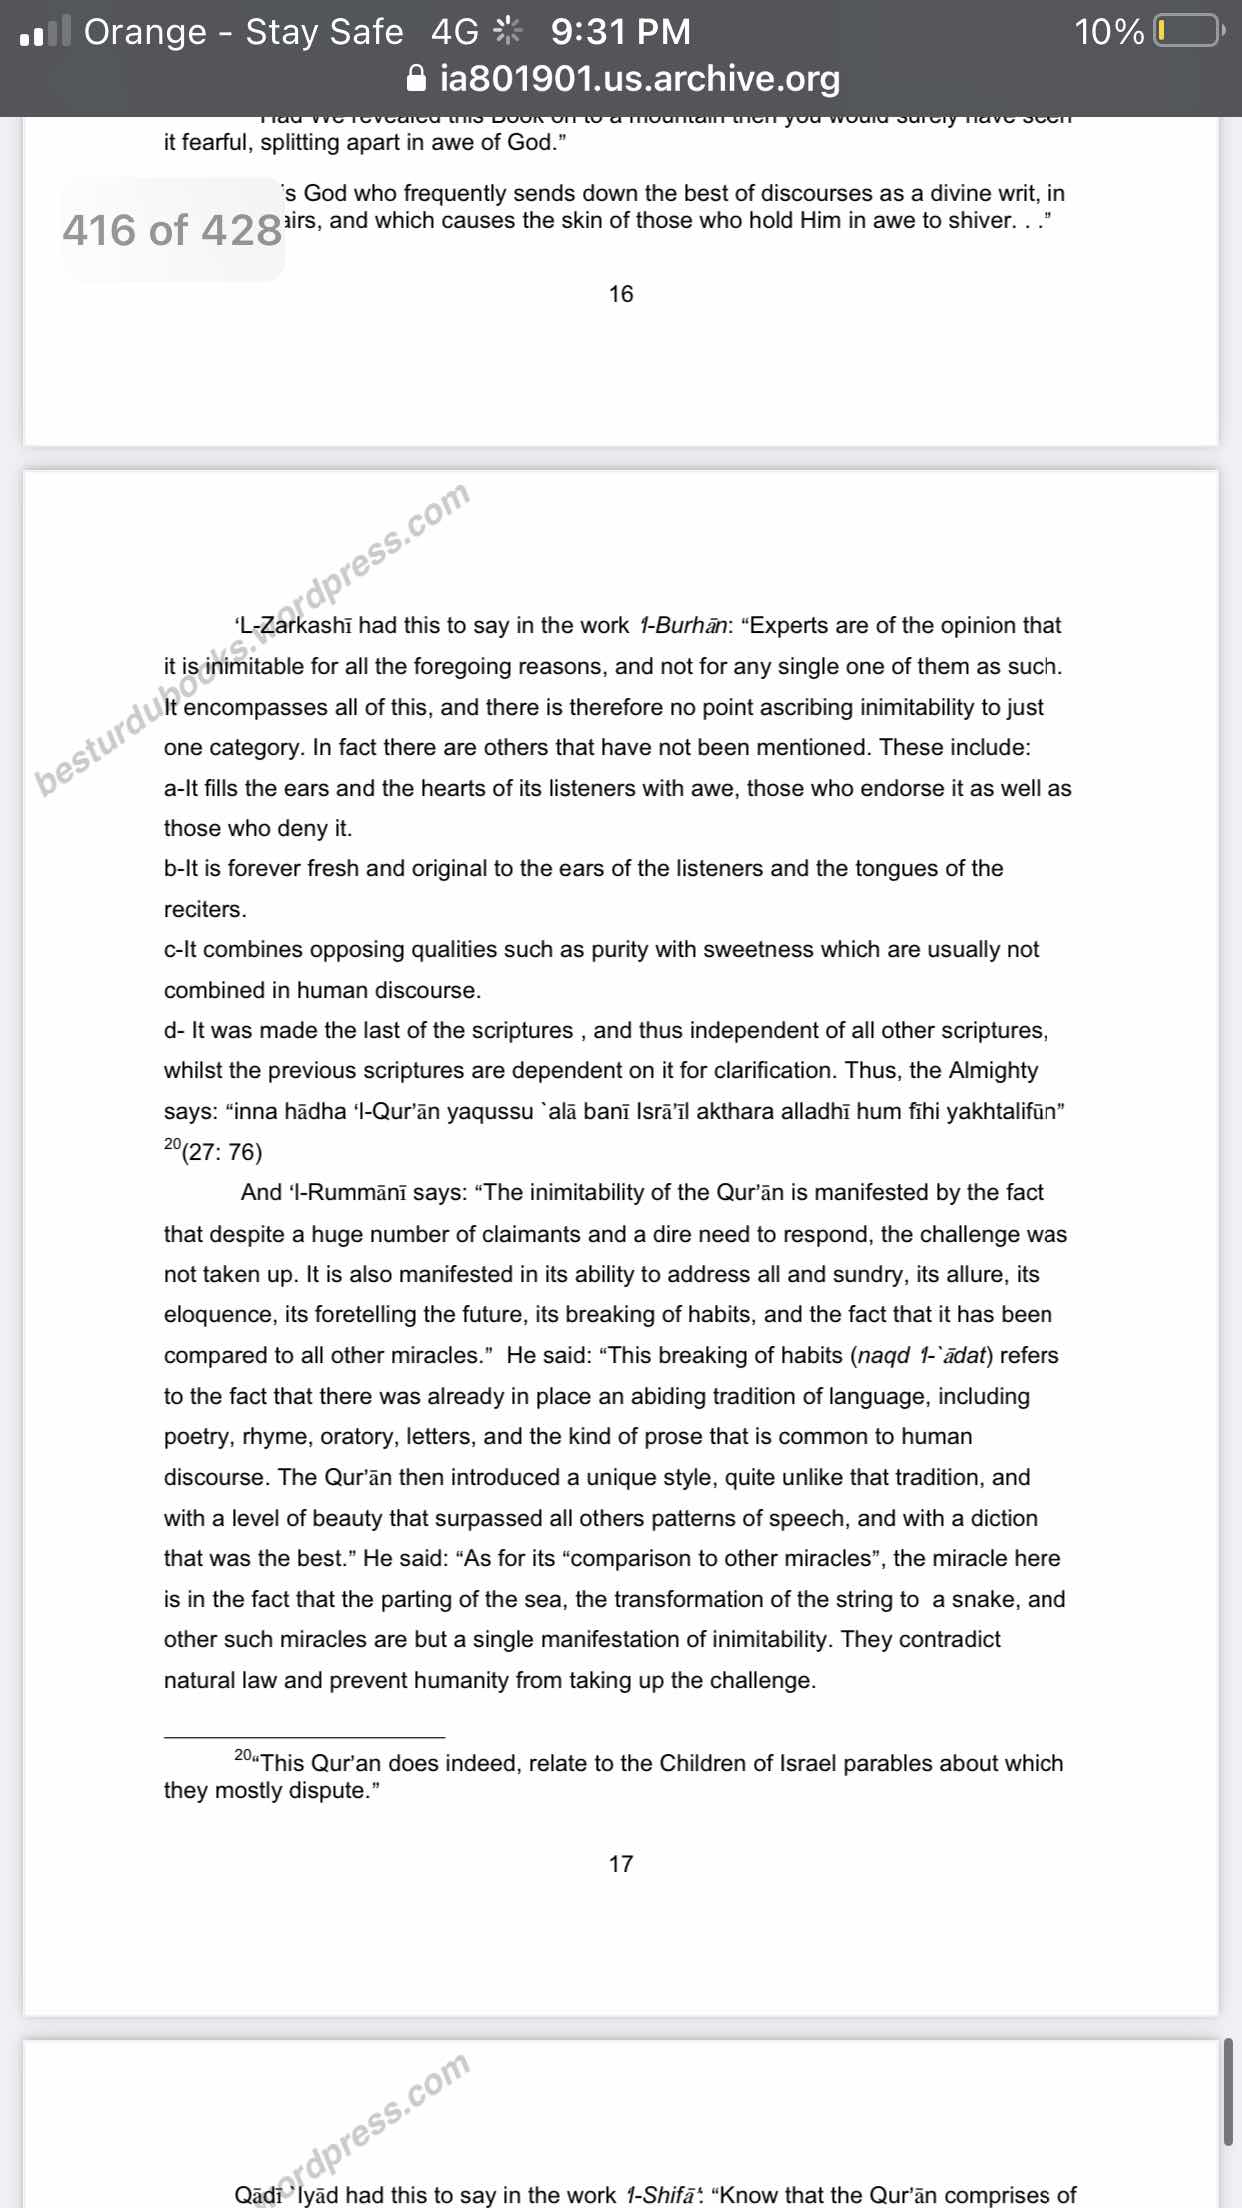 Orange - Stay Safe 4G 9:31 PM 10%
ia801901.us.archive.org
Had We revealed this Book on to a mountain then you would surely have seen
it fearful, splitting apart in awe of God.”
's God who frequently sends down the best of discourses as a divine writ, in
416 of 428
airs, and which causes the skin of those who hold Him in awe to shiver. . .”
16
besturdubooks.wordpress.com
‘L-Zarkashī had this to say in the work 'l-Burhān: “Experts are of the opinion that
it is inimitable for all the foregoing reasons, and not for any single one of them as such.
It encompasses all of this, and there is therefore no point ascribing inimitability to just
one category. In fact there are others that have not been mentioned. These include:
a-It fills the ears and the hearts of its listeners with awe, those who endorse it as well as
those who deny it.
b-It is forever fresh and original to the ears of the listeners and the tongues of the
reciters.
c-It combines opposing qualities such as purity with sweetness which are usually not
combined in human discourse.
d- It was made the last of the scriptures , and thus independent of all other scriptures,
whilst the previous scriptures are dependent on it for clarification. Thus, the Almighty
says: “inna hādha ‘l-Qur’ān yaqussu `alā banī Isrā’īl akthara alladhī hum fīhi yakhtalifūn”
20(27: 76)
And ‘l-Rummānī says: “The inimitability of the Qur’ān is manifested by the fact
that despite a huge number of claimants and a dire need to respond, the challenge was
not taken up. It is also manifested in its ability to address all and sundry, its allure, its
eloquence, its foretelling the future, its breaking of habits, and the fact that it has been
compared to all other miracles.”  He said: “This breaking of habits (naqd 'l-`ādat) refers
to the fact that there was already in place an abiding tradition of language, including
poetry, rhyme, oratory, letters, and the kind of prose that is common to human
discourse. The Qur’ān then introduced a unique style, quite unlike that tradition, and
with a level of beauty that surpassed all others patterns of speech, and with a diction
that was the best.” He said: “As for its “comparison to other miracles”, the miracle here
is in the fact that the parting of the sea, the transformation of the string to  a snake, and
other such miracles are but a single manifestation of inimitability. They contradict
natural law and prevent humanity from taking up the challenge.
20“This Qur’an does indeed, relate to the Children of Israel parables about which
they mostly dispute.”
17
ordpress.com
Qādī `Iyād had this to say in the work 'l-Shifā': “Know that the Qur’ān comprises of